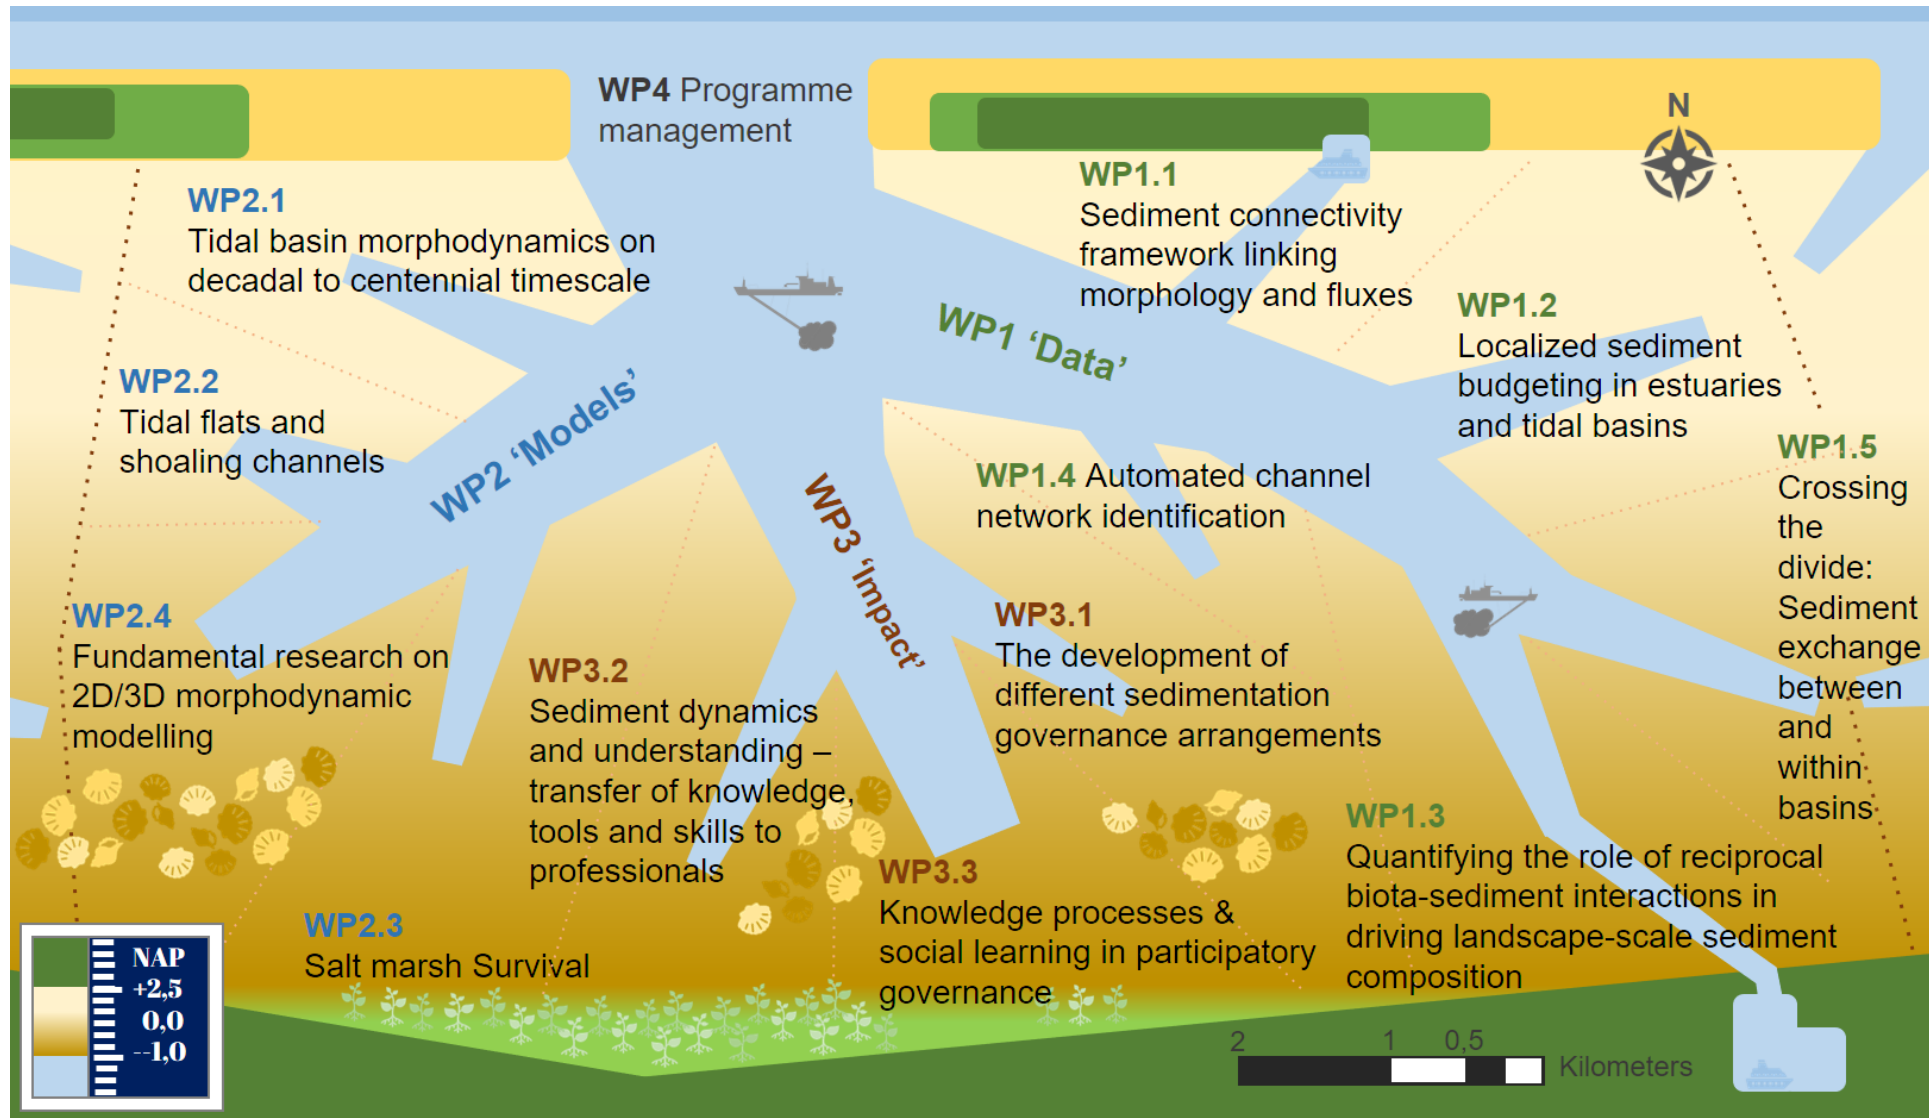 WP4 Programme
management
N
WP1.1
Sediment connectivity
framework linking
morphology and fluxes
WP2.1
Tidal basin morphodynamics on
decadal to centennial timescale
WP1.2
Localized sediment
budgeting in estuaries
and tidal basins
WP1 ‘Data’
WP2.2
Tidal flats and
shoaling channels
WP2 ‘Models’
WP1.5
Crossing
the
divide:
Sediment
exchange
between
and
within
basins
WP1.4 Automated channel
network identification
WP3 ‘Impact’
WP2.4
Fundamental research on
2D/3D morphodynamic
modelling
WP3.1
The development of
different sedimentation
governance arrangements
WP3.2
Sediment dynamics
and understanding –
transfer of knowledge,
tools and skills to
professionals
WP1.3
Quantifying the role of reciprocal
biota-sediment interactions in
driving landscape-scale sediment
composition
WP3.3
Knowledge processes &
social learning in participatory
governance
WP2.3
Salt marsh Survival
NAP
+2,5
0,0
--1,0
2 1 0,5
Kilometers